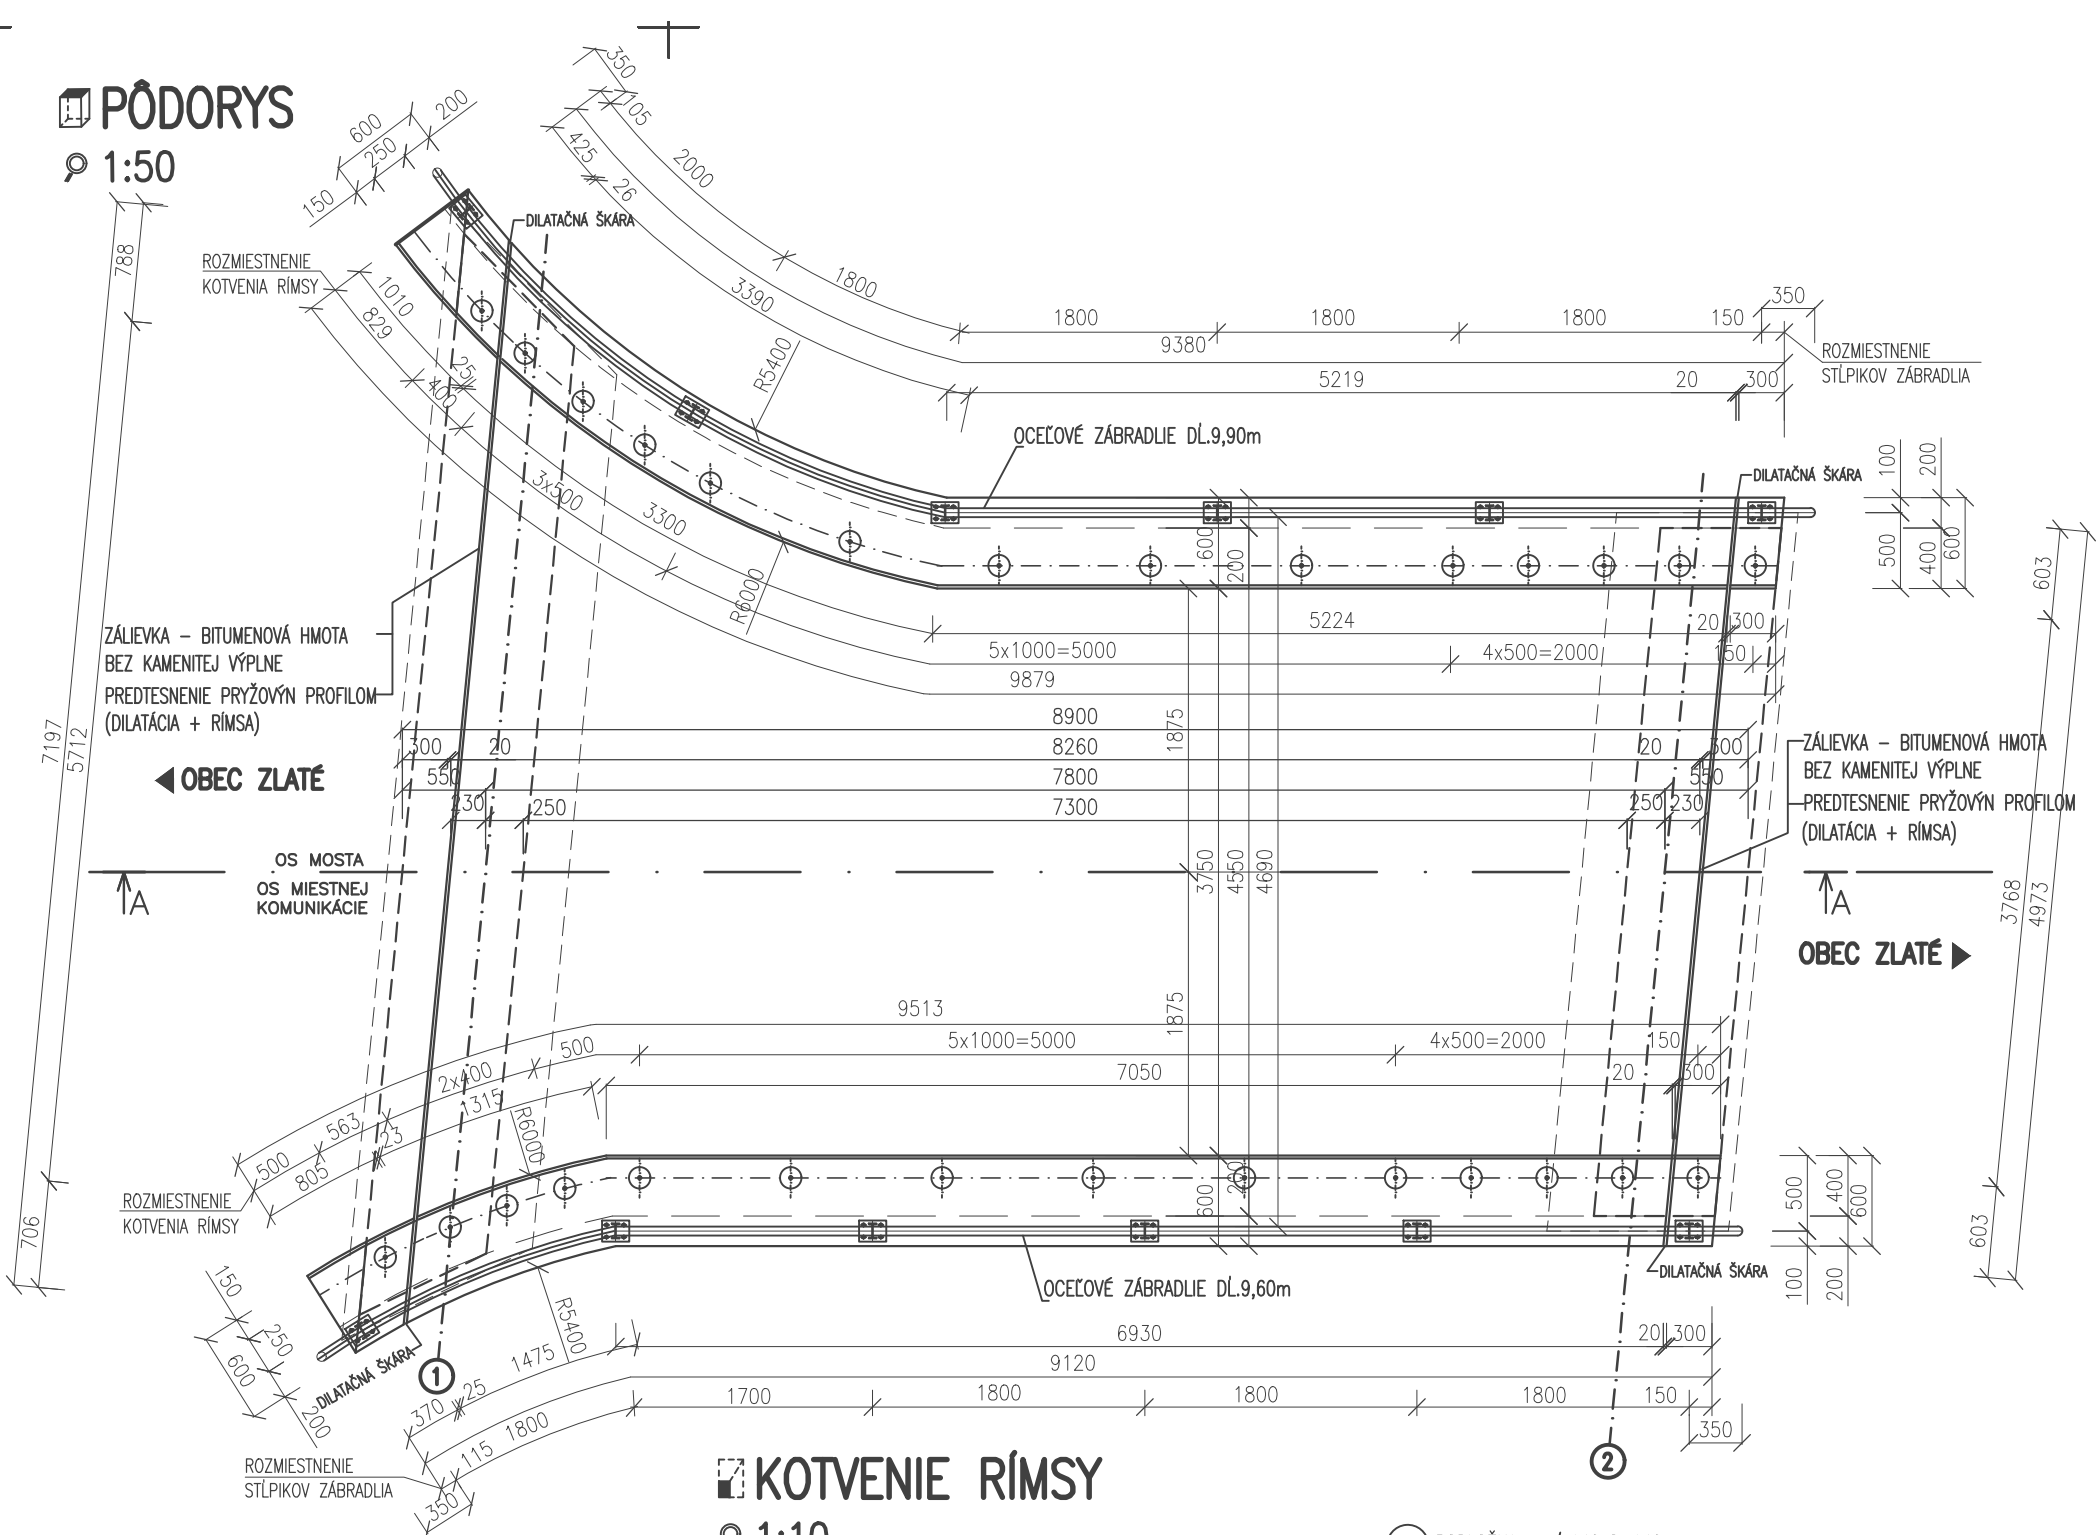 PÔDORYS
1:50
600
200
250
150
350
105
425
26
2000
1800
3390
DILATAČNÁ ŠKÁRA
ROZMIESTNENIE
KOTVENIA RÍMSY
1010
829
25
400
3x500
3300
R5400
R6000
788
7197
5712
706
1800
1800
1800
150
350
9380
5219
20
300
ROZMIESTNENIE
STĹPIKOV ZÁBRADLIA
OCEĽOVÉ ZÁBRADLIE DĹ.9,90m
DILATAČNÁ ŠKÁRA
100
200
500
400
600
603
600
200
5224
20
300
5x1000=5000
4x500=2000
150
9879
ZÁLIEVKA – BITUMENOVÁ HMOTA
BEZ KAMENITEJ VÝPLNE
PREDTESNENIE PRYŽOVÝN PROFILOM
(DILATÁCIA + RÍMSA)
8900
300
20
8260
20
300
550
7800
550
230
250
7300
250
230
1875
ZÁLIEVKA – BITUMENOVÁ HMOTA
BEZ KAMENITEJ VÝPLNE
PREDTESNENIE PRYŽOVÝN PROFILOM
(DILATÁCIA + RÍMSA)
OBEC ZLATÉ
OS MOSTA
OS MIESTNEJ
KOMUNIKÁCIE
A
3750
4550
4690
A
OBEC ZLATÉ
3768
4973
603
1875
9513
5x1000=5000
4x500=2000
150
7050
20
300
500
2x400
1315
563
23
500
805
R6000
ROZMIESTNENIE
KOTVENIA RÍMSY
600
200
500
400
600
100
200
OCEĽOVÉ ZÁBRADLIE DĹ.9,60m
DILATAČNÁ ŠKÁRA
150
250
600
200
DILATAČNÁ ŠKÁRA
1
R5400
1475
25
370
1800
115
350
6930
20
300
9120
1700
1800
1800
1800
150
350
2
ROZMIESTNENIE
STĹPIKOV ZÁBRADLIA
KOTVENIE RÍMSY
1:10